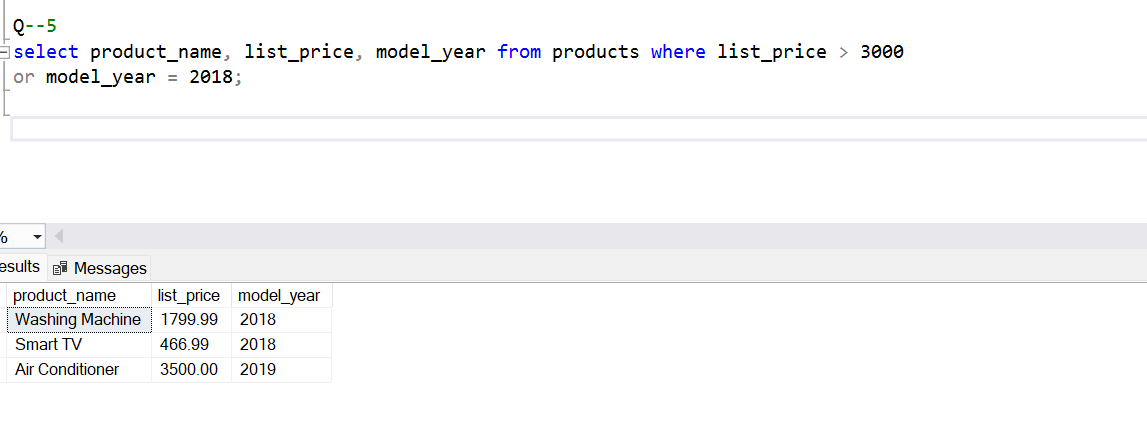 Q--5
select product_name, list_price, model_year from products where list_price > 3000
or model_year = 2018;
%
esults Messages
product_name list_price model_year
Washing Machine 1799.99 2018
Smart TV 466.99 2018
Air Conditioner 3500.00 2019